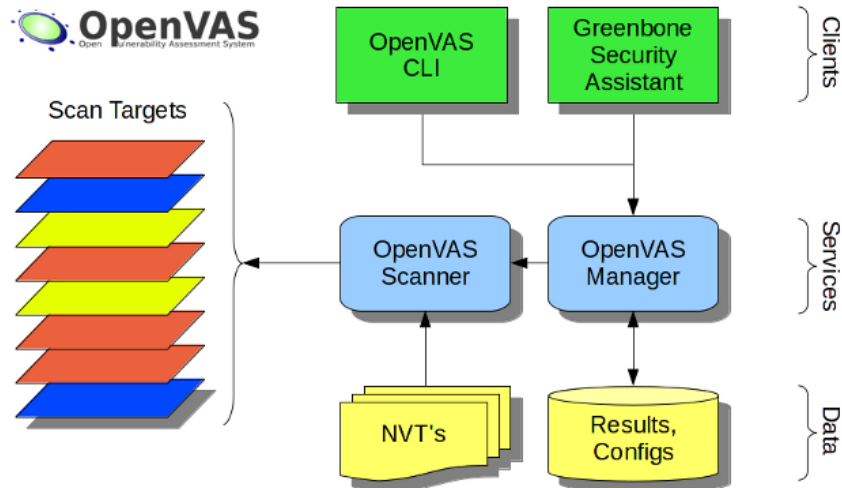 OpenVAS
Open Vulnerability Assessment System
OpenVAS
CLI
Greenbone
Security
Assistant
Clients
Scan Targets
OpenVAS
Scanner
OpenVAS
Manager
Services
NVT's
Results,
Configs
Data